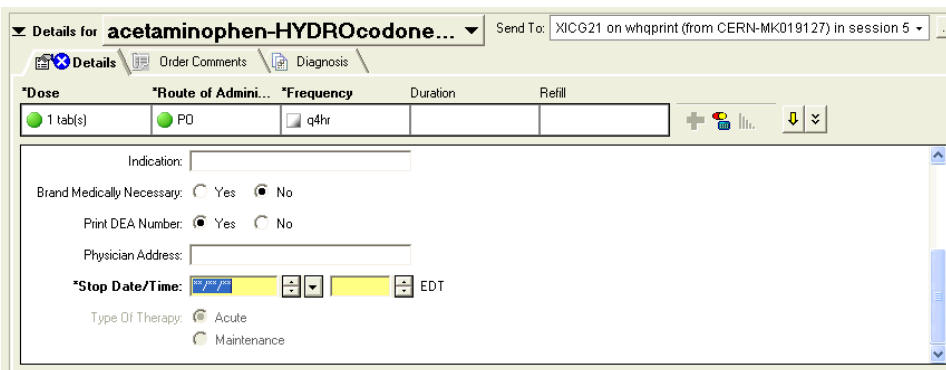 Details for acetaminophen-HYDROcodone... Send To: XICG21 on whqprint (from CERN-MK019127) in session 5
Details Order Comments Diagnosis
*Dose *Route of Admini... *Frequency Duration Refill
1 tab(s) PO q4hr
Indication:
Brand Medically Necessary: Yes No
Print DEA Number: Yes No
Physician Address:
*Stop Date/Time: **/**/** EDT
Type Of Therapy: Acute
Maintenance